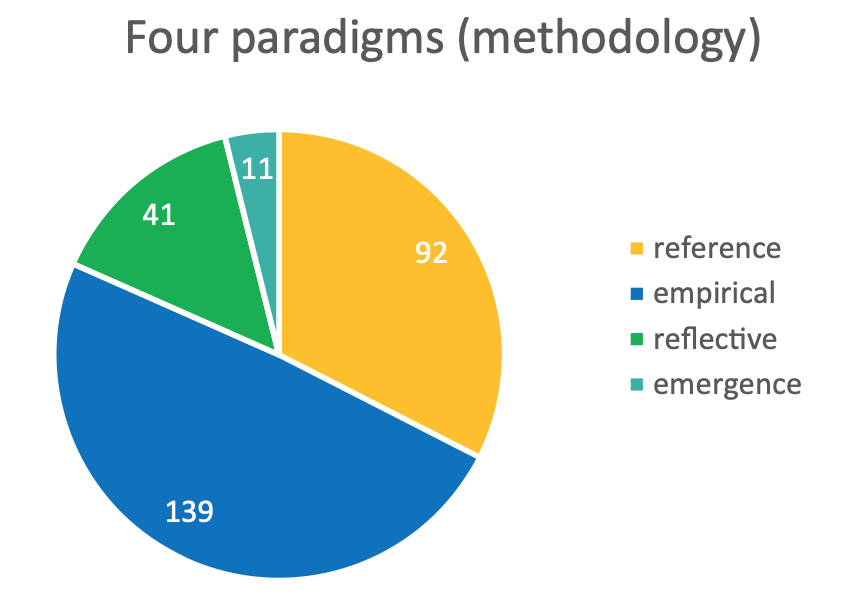 Four paradigms (methodology)
11
41
92
139
reference
empirical
reflective
emergence